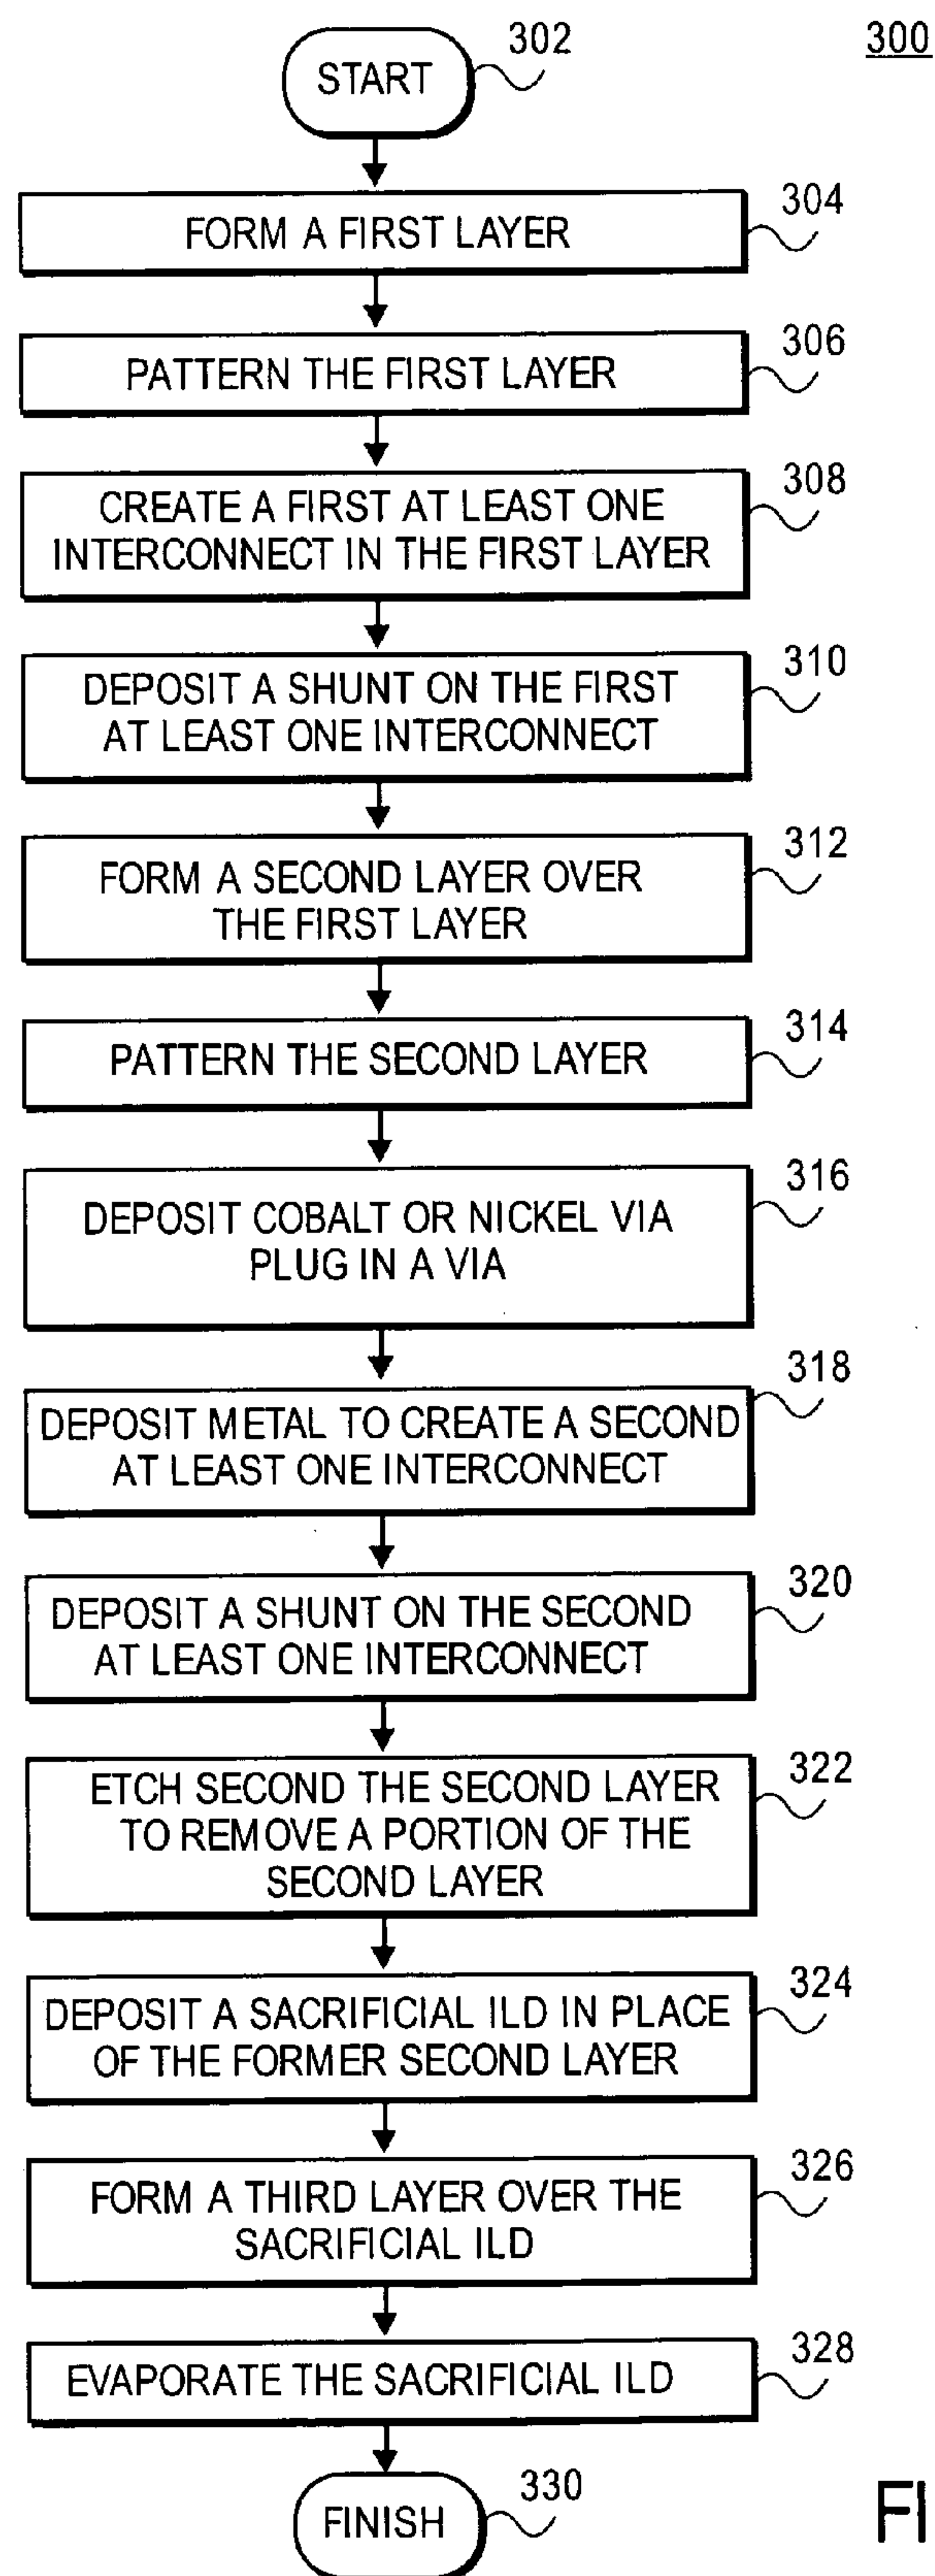 300
START 302
FORM A FIRST LAYER 304
PATTERN THE FIRST LAYER 306
CREATE A FIRST AT LEAST ONE 308
INTERCONNECT IN THE FIRST LAYER
DEPOSIT A SHUNT ON THE FIRST 310
AT LEAST ONE INTERCONNECT
FORM A SECOND LAYER OVER 312
THE FIRST LAYER
PATTERN THE SECOND LAYER 314
DEPOSIT COBALT OR NICKEL VIA 316
PLUG IN A VIA
DEPOSIT METAL TO CREATE A SECOND 318
AT LEAST ONE INTERCONNECT
DEPOSIT A SHUNT ON THE SECOND 320
AT LEAST ONE INTERCONNECT
ETCH SECOND THE SECOND LAYER 322
TO REMOVE A PORTION OF THE
SECOND LAYER
DEPOSIT A SACRIFICIAL ILD IN PLACE 324
OF THE FORMER SECOND LAYER
FORM A THIRD LAYER OVER THE 326
SACRIFICIAL ILD
EVAPORATE THE SACRIFICIAL ILD 328
FINISH 330
FI